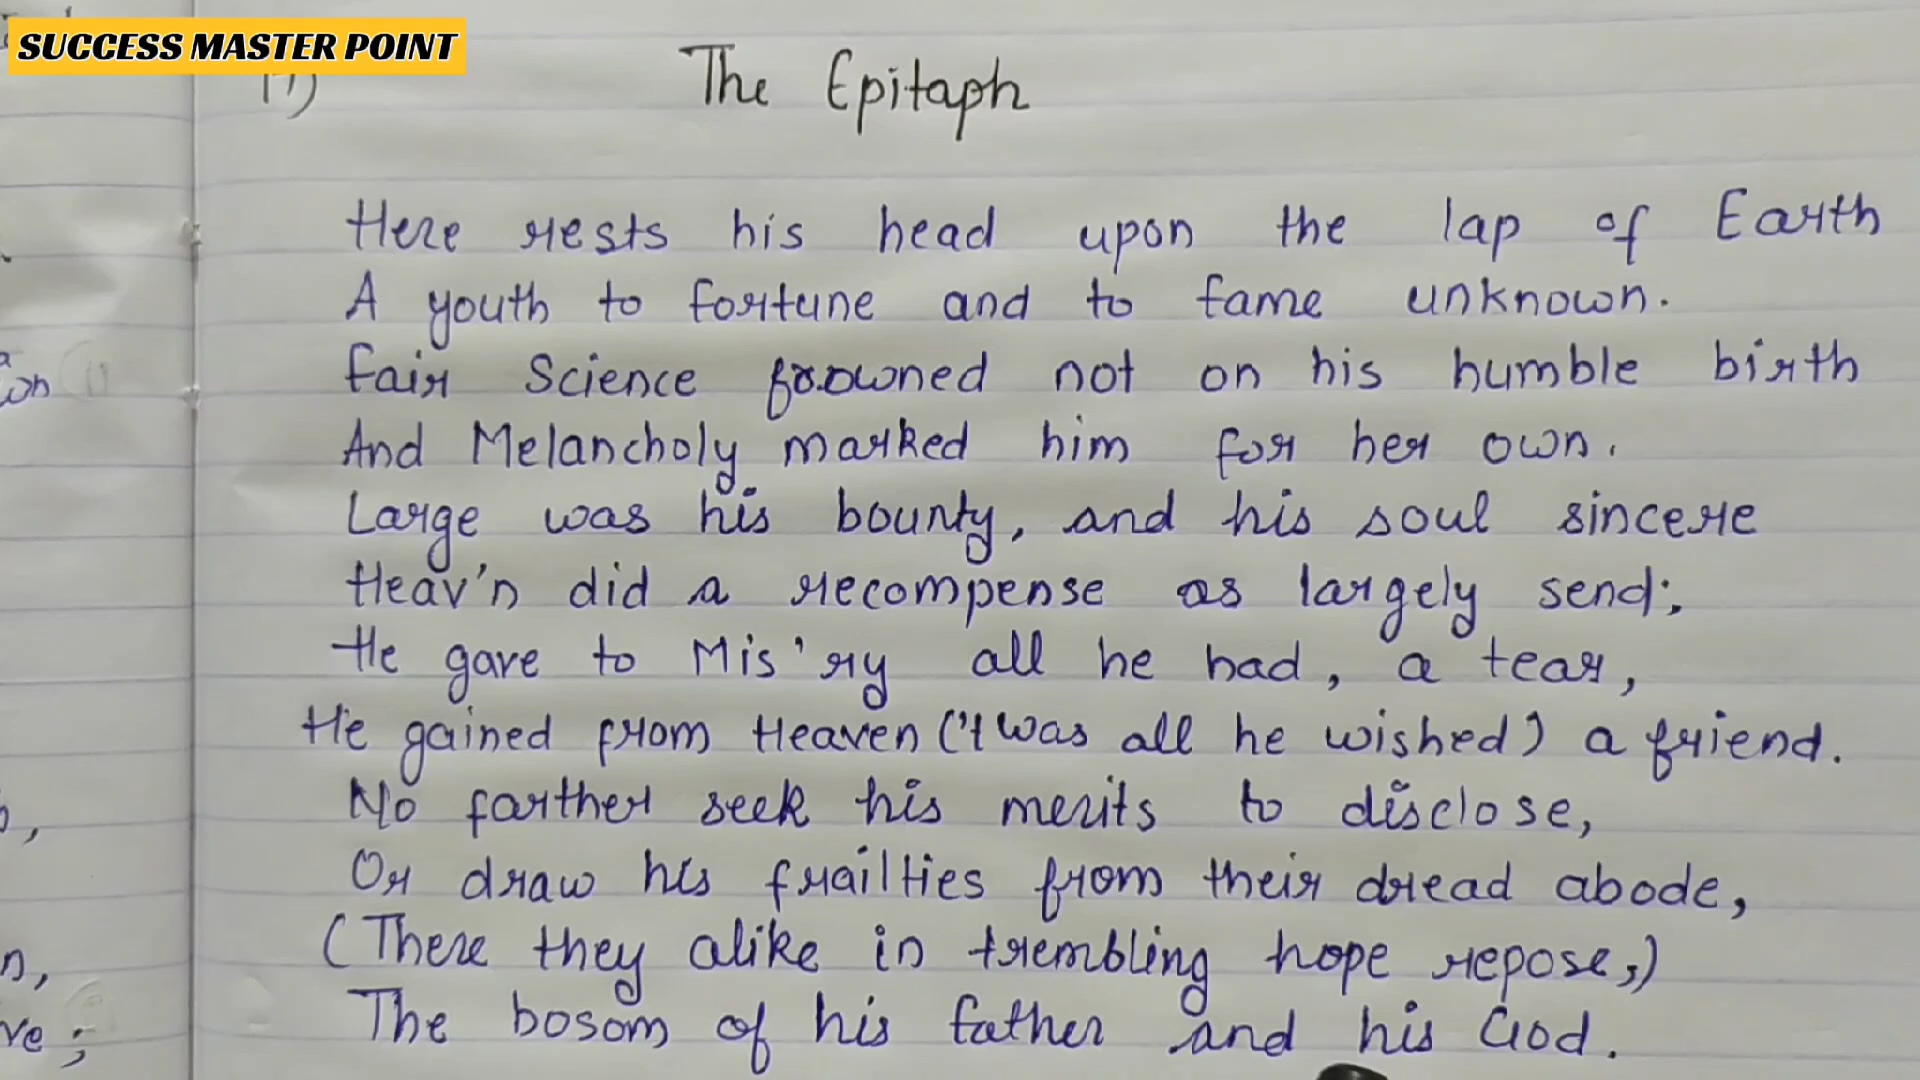 SUCCESS MASTER POINT
The Epitaph
Here rests his head upon the lap of Earth
A youth to fortune and to fame unknown.
Fair Science frowned not on his humble birth
And Melancholy marked him for her own.
Large was his bounty, and his soul sincere
Heav'n did a recompense as largely send;
He gave to Mis'ry all he had, a tear,
He gained from Heaven ('t was all he wished) a friend.
No farther seek his merits to disclose,
Or draw his frailties from their dread abode,
(There they alike in trembling hope repose,)
The bosom of his father and his God.